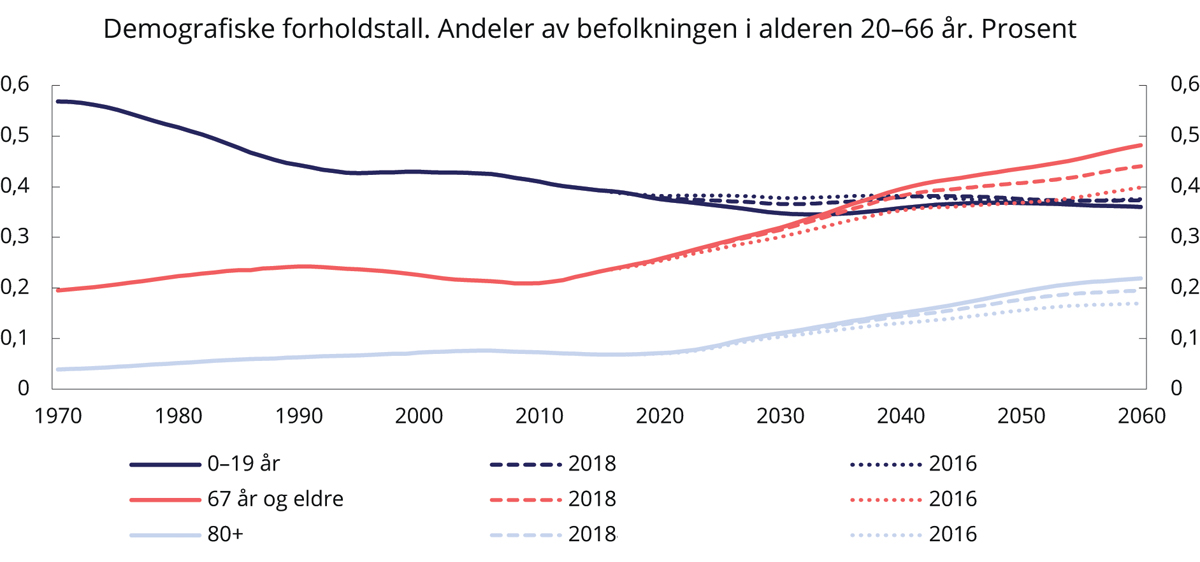 Demografiske forholdstall. Andeler av befolkningen i alderen 20–66 år. Prosent
0,6 0,6
0,5 0,5
0,4 0,4
0,3 0,3
0,2 0,2
0,1 0,1
0 0
1970 1980 1990 2000 2010 2020 2030 2040 2050 2060
0–19 år 2018 2016
67 år og eldre 2018 2016
80+ 2018 2016